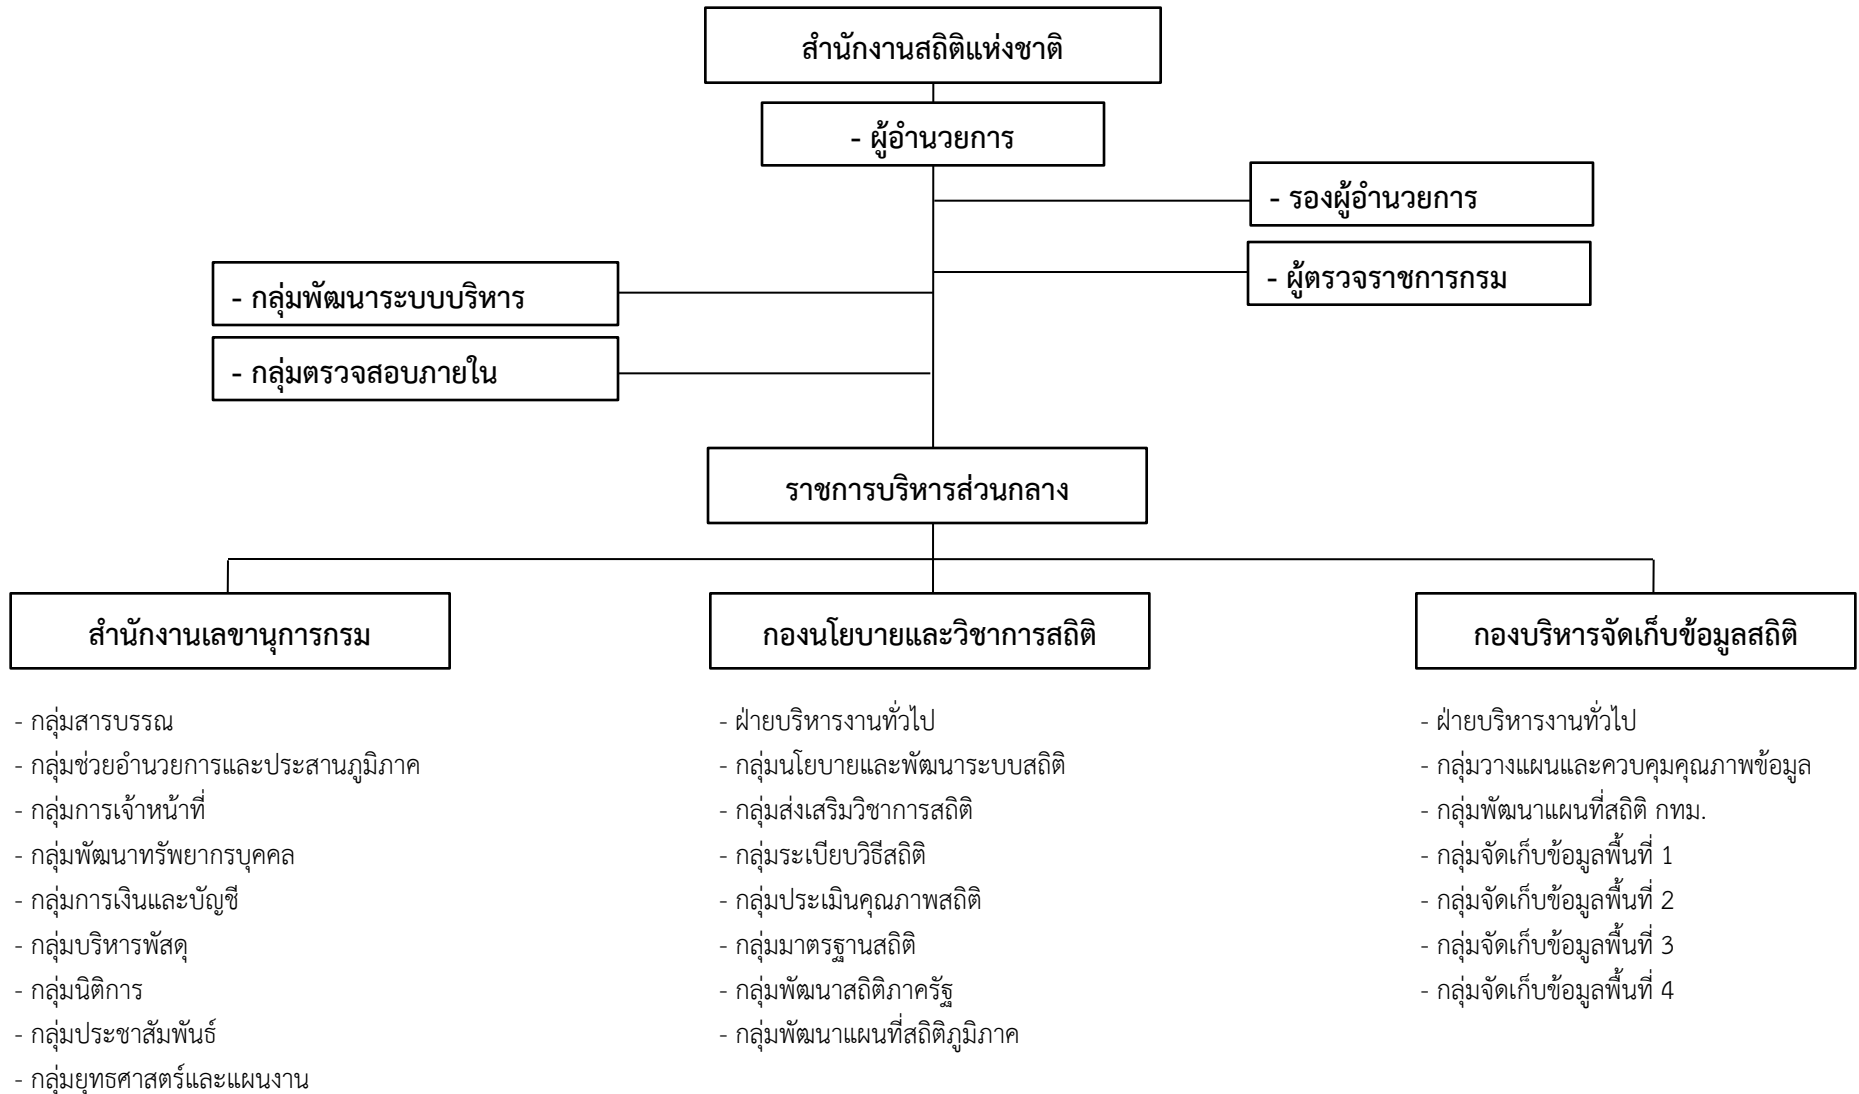 สำนักงานสถิติแห่งชาติ
- ผู้อำนวยการ
- รองผู้อำนวยการ
- ผู้ตรวจราชการกรม
- กลุ่มพัฒนาระบบบริหาร
- กลุ่มตรวจสอบภายใน
ราชการบริหารส่วนกลาง
สำนักงานเลขานุการกรม
- กลุ่มสารบรรณ
- กลุ่มช่วยอำนวยการและประสานภูมิภาค
- กลุ่มการเจ้าหน้าที่
- กลุ่มพัฒนาทรัพยากรบุคคล
- กลุ่มการเงินและบัญชี
- กลุ่มบริหารพัสดุ
- กลุ่มนิติการ
- กลุ่มประชาสัมพันธ์
- กลุ่มยุทธศาสตร์และแผนงาน
กองนโยบายและวิชาการสถิติ
- ฝ่ายบริหารงานทั่วไป
- กลุ่มนโยบายและพัฒนาระบบสถิติ
- กลุ่มส่งเสริมวิชาการสถิติ
- กลุ่มระเบียบวิธีสถิติ
- กลุ่มประเมินคุณภาพสถิติ
- กลุ่มมาตรฐานสถิติ
- กลุ่มพัฒนาสถิติภาครัฐ
- กลุ่มพัฒนาแผนที่สถิติภูมิภาค
กองบริหารจัดเก็บข้อมูลสถิติ
- ฝ่ายบริหารงานทั่วไป
- กลุ่มวางแผนและควบคุมคุณภาพข้อมูล
- กลุ่มพัฒนาแผนที่สถิติ กทม.
- กลุ่มจัดเก็บข้อมูลพื้นที่ 1
- กลุ่มจัดเก็บข้อมูลพื้นที่ 2
- กลุ่มจัดเก็บข้อมูลพื้นที่ 3
- กลุ่มจัดเก็บข้อมูลพื้นที่ 4